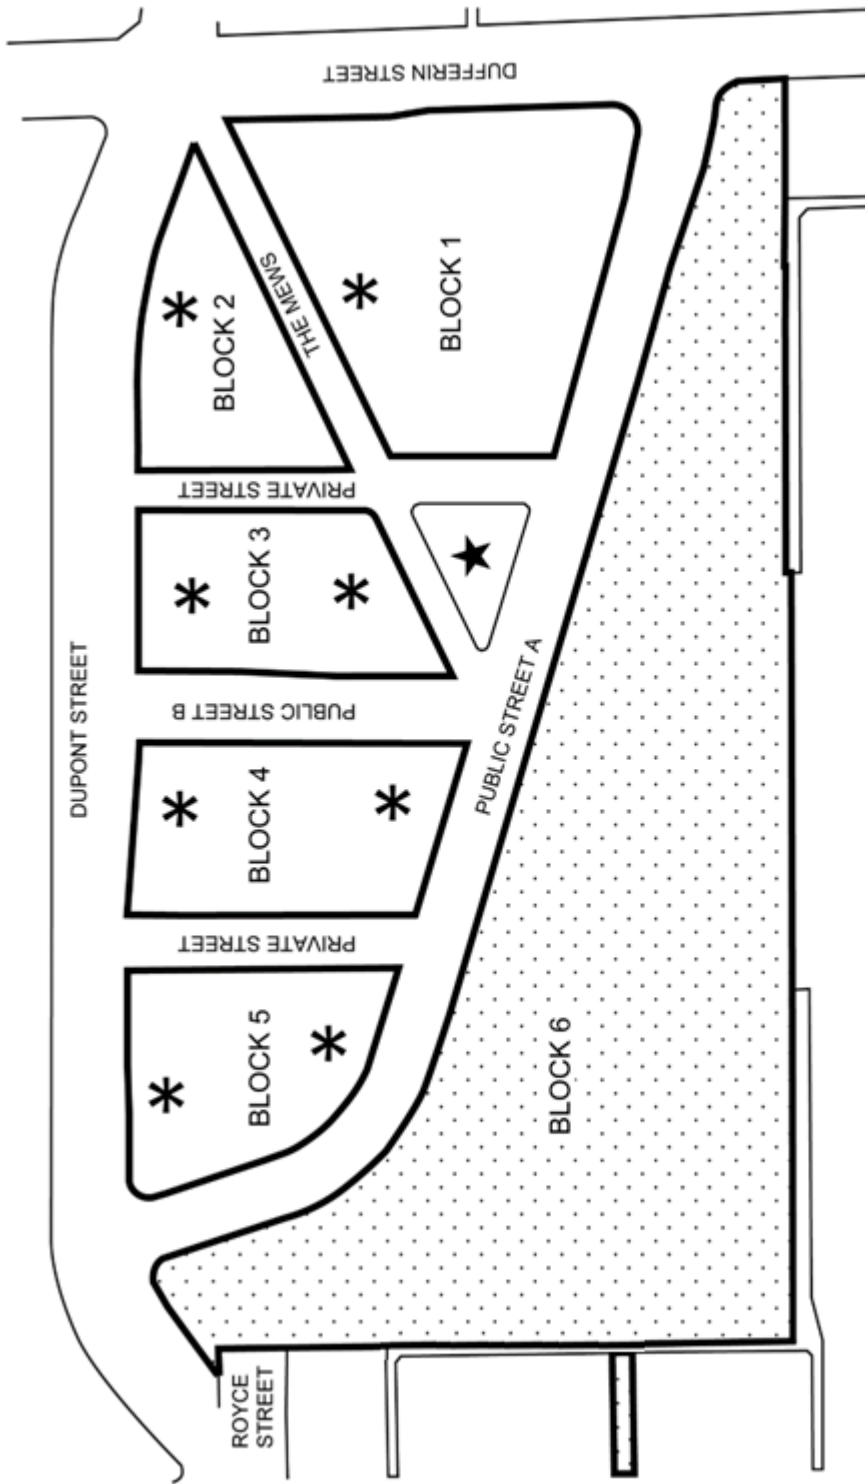 DUFFERIN STREET
THE MEWS
BLOCK 1
BLOCK 2
PRIVATE STREET
BLOCK 3
DUPONT STREET
PUBLIC STREET B
PUBLIC STREET A
BLOCK 4
PRIVATE STREET
BLOCK 5
BLOCK 6
ROYCE
STREET